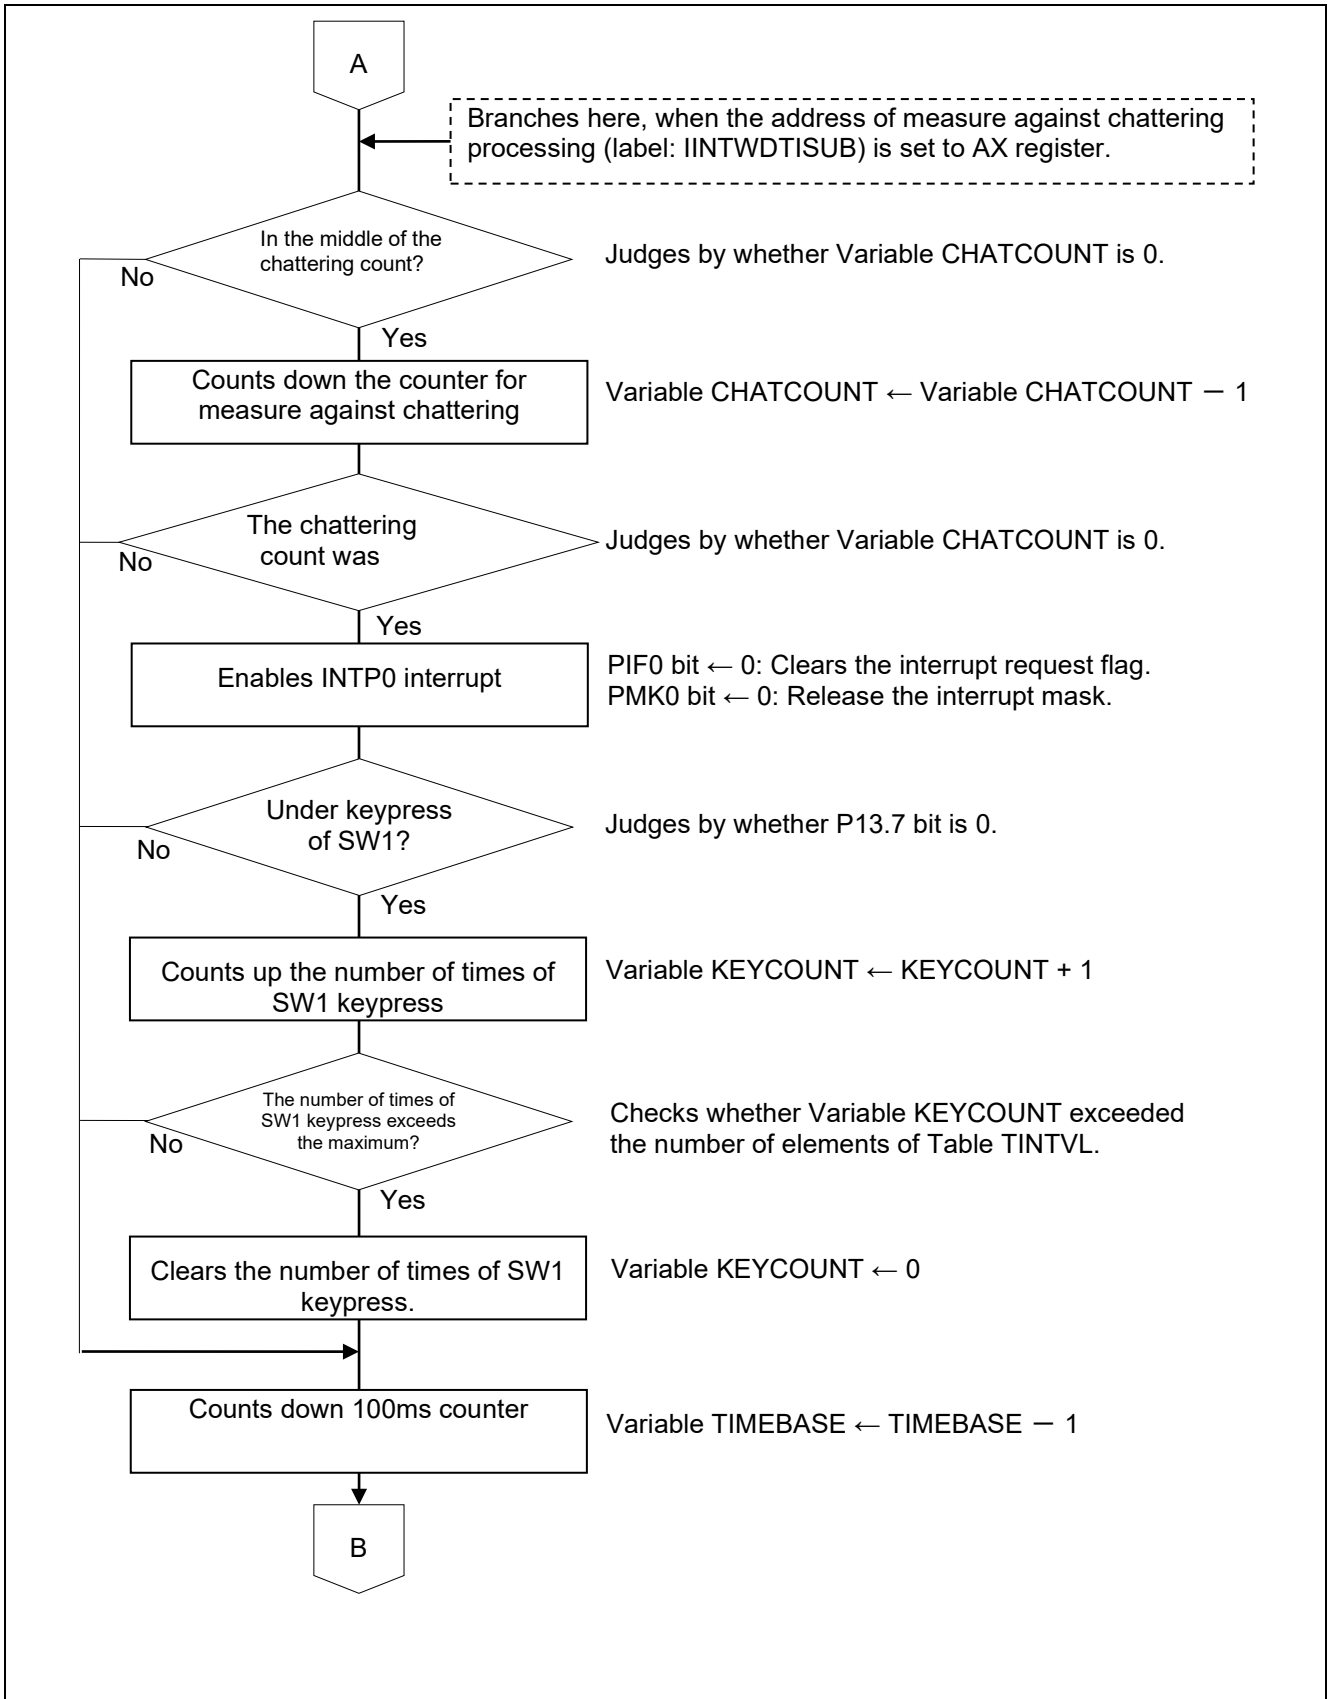 A
Branches here, when the address of measure against chattering
processing (label: IINTWDTISUB) is set to AX register.
In the middle of the
chattering count?
Judges by whether Variable CHATCOUNT is 0.
No
Yes
Counts down the counter for
measure against chattering
Variable CHATCOUNT ← Variable CHATCOUNT － 1
The chattering
count was
Judges by whether Variable CHATCOUNT is 0.
No
Yes
Enables INTP0 interrupt
PIF0 bit ← 0: Clears the interrupt request flag.
PMK0 bit ← 0: Release the interrupt mask.
Under keypress
of SW1?
Judges by whether P13.7 bit is 0.
No
Yes
Counts up the number of times of
SW1 keypress
Variable KEYCOUNT ← KEYCOUNT + 1
The number of times of
SW1 keypress exceeds
the maximum?
Checks whether Variable KEYCOUNT exceeded
the number of elements of Table TINTVL.
No
Yes
Clears the number of times of SW1
keypress.
Variable KEYCOUNT ← 0
Counts down 100ms counter
Variable TIMEBASE ← TIMEBASE － 1
B